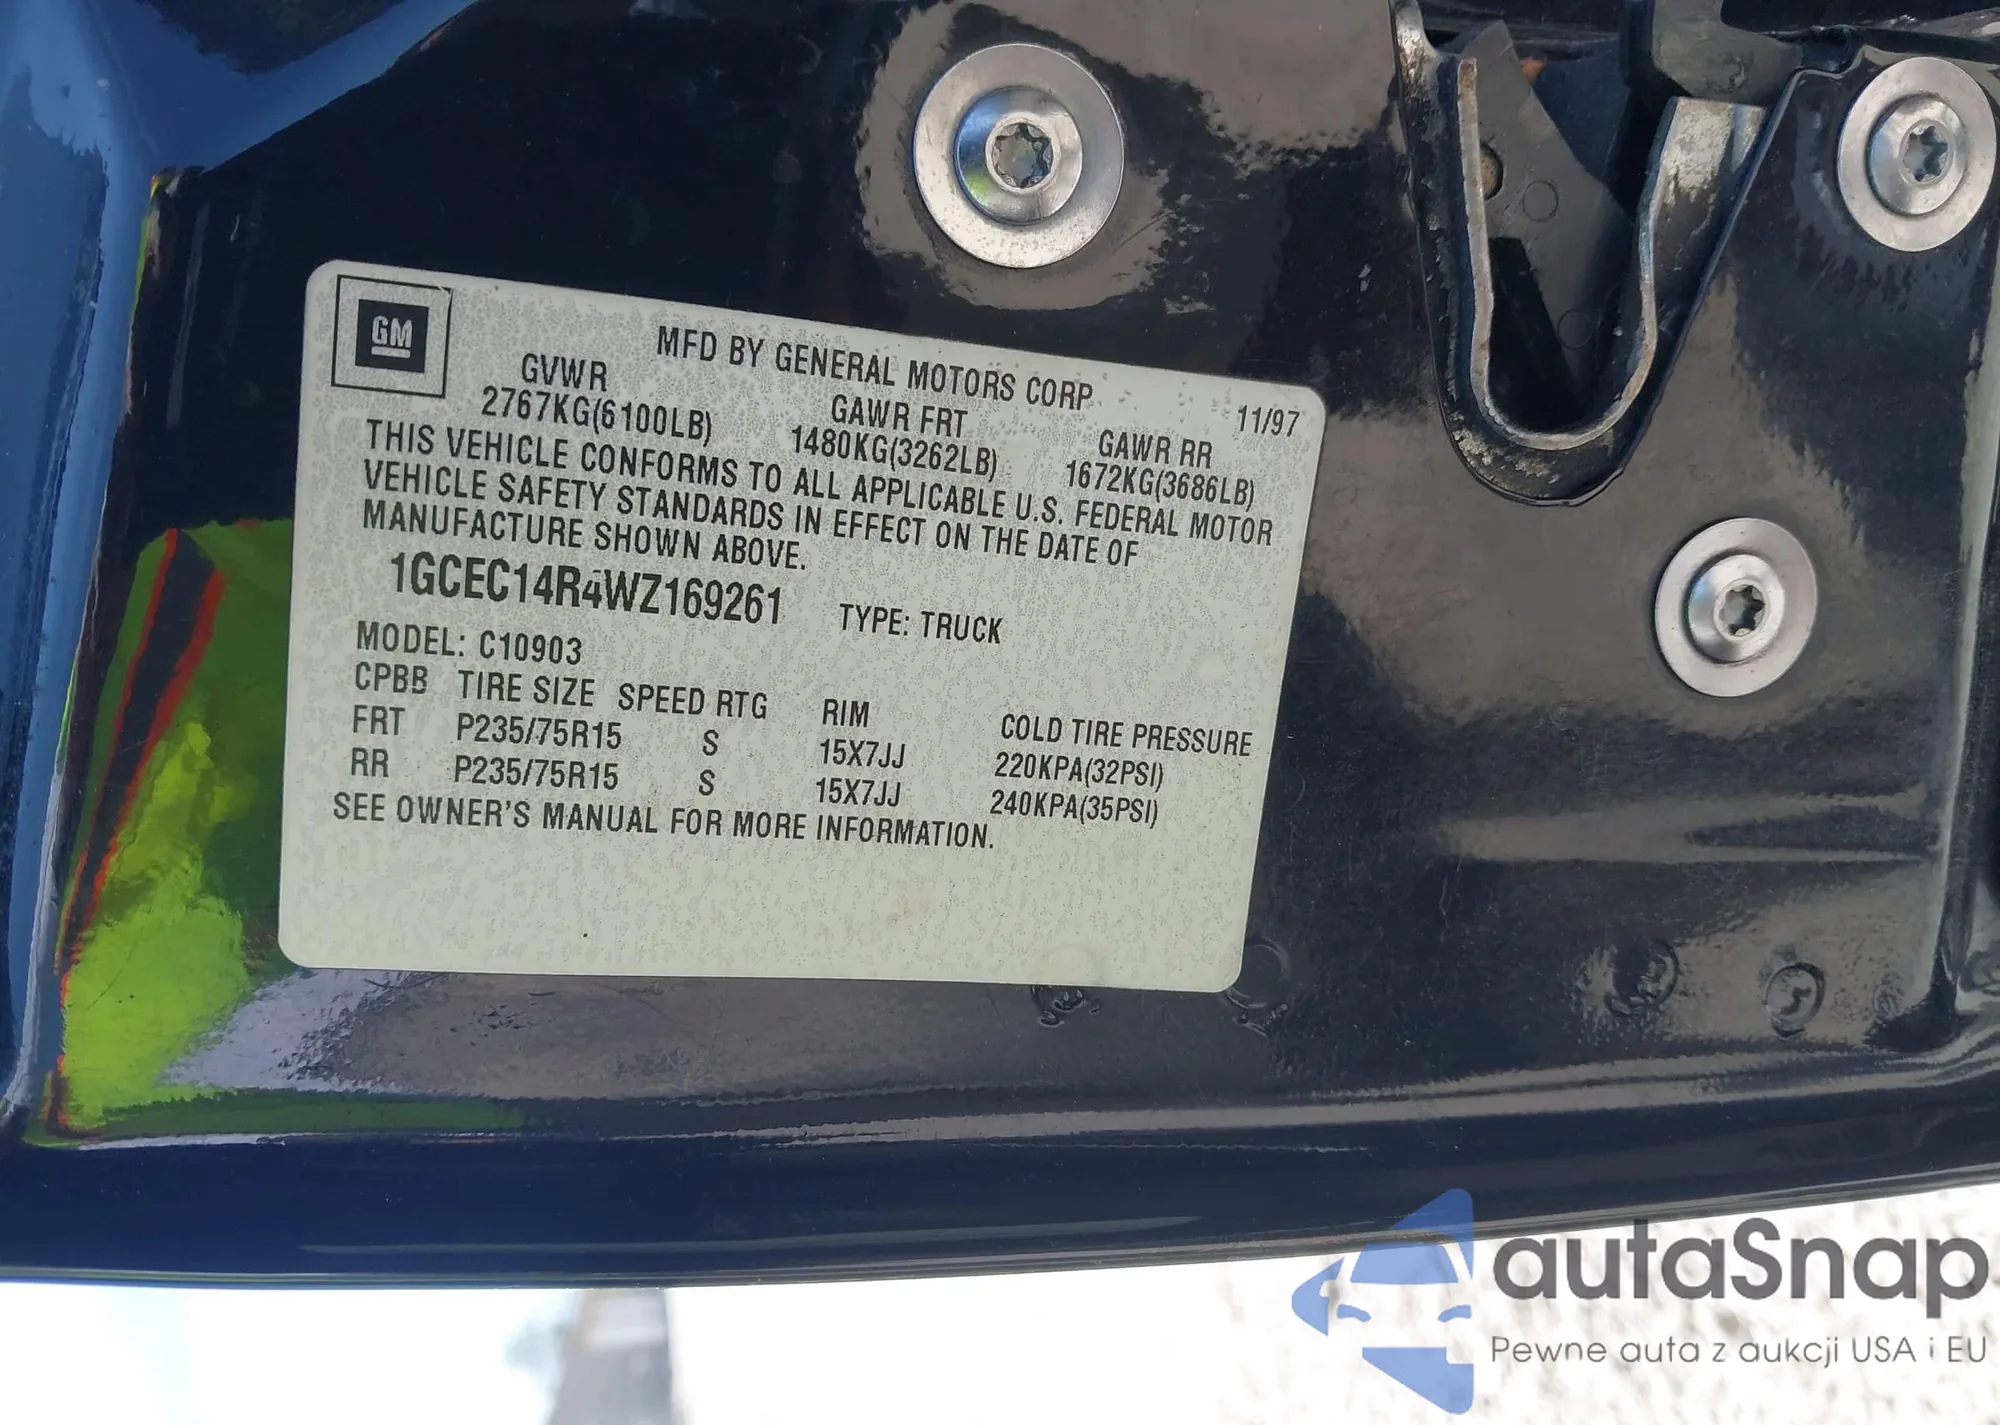 GM
MFD BY GENERAL MOTORS CORP
11/97
GVWR GAWR FRT GAWR RR
2767KG(6100LB) 1480KG(3262LB) 1672KG(3686LB)
THIS VEHICLE CONFORMS TO ALL APPLICABLE U.S. FEDERAL MOTOR
VEHICLE SAFETY STANDARDS IN EFFECT ON THE DATE OF
MANUFACTURE SHOWN ABOVE.
1GCEC14R4WZ169261 TYPE: TRUCK
MODEL: C10903
CPBB TIRE SIZE SPEED RTG RIM COLD TIRE PRESSURE
FRT P235/75R15 S 15X7JJ 220KPA(32PSI)
RR P235/75R15 S 15X7JJ 240KPA(35PSI)
SEE OWNER'S MANUAL FOR MORE INFORMATION.
autaSnap
Pewne auta z aukcji USA i EU